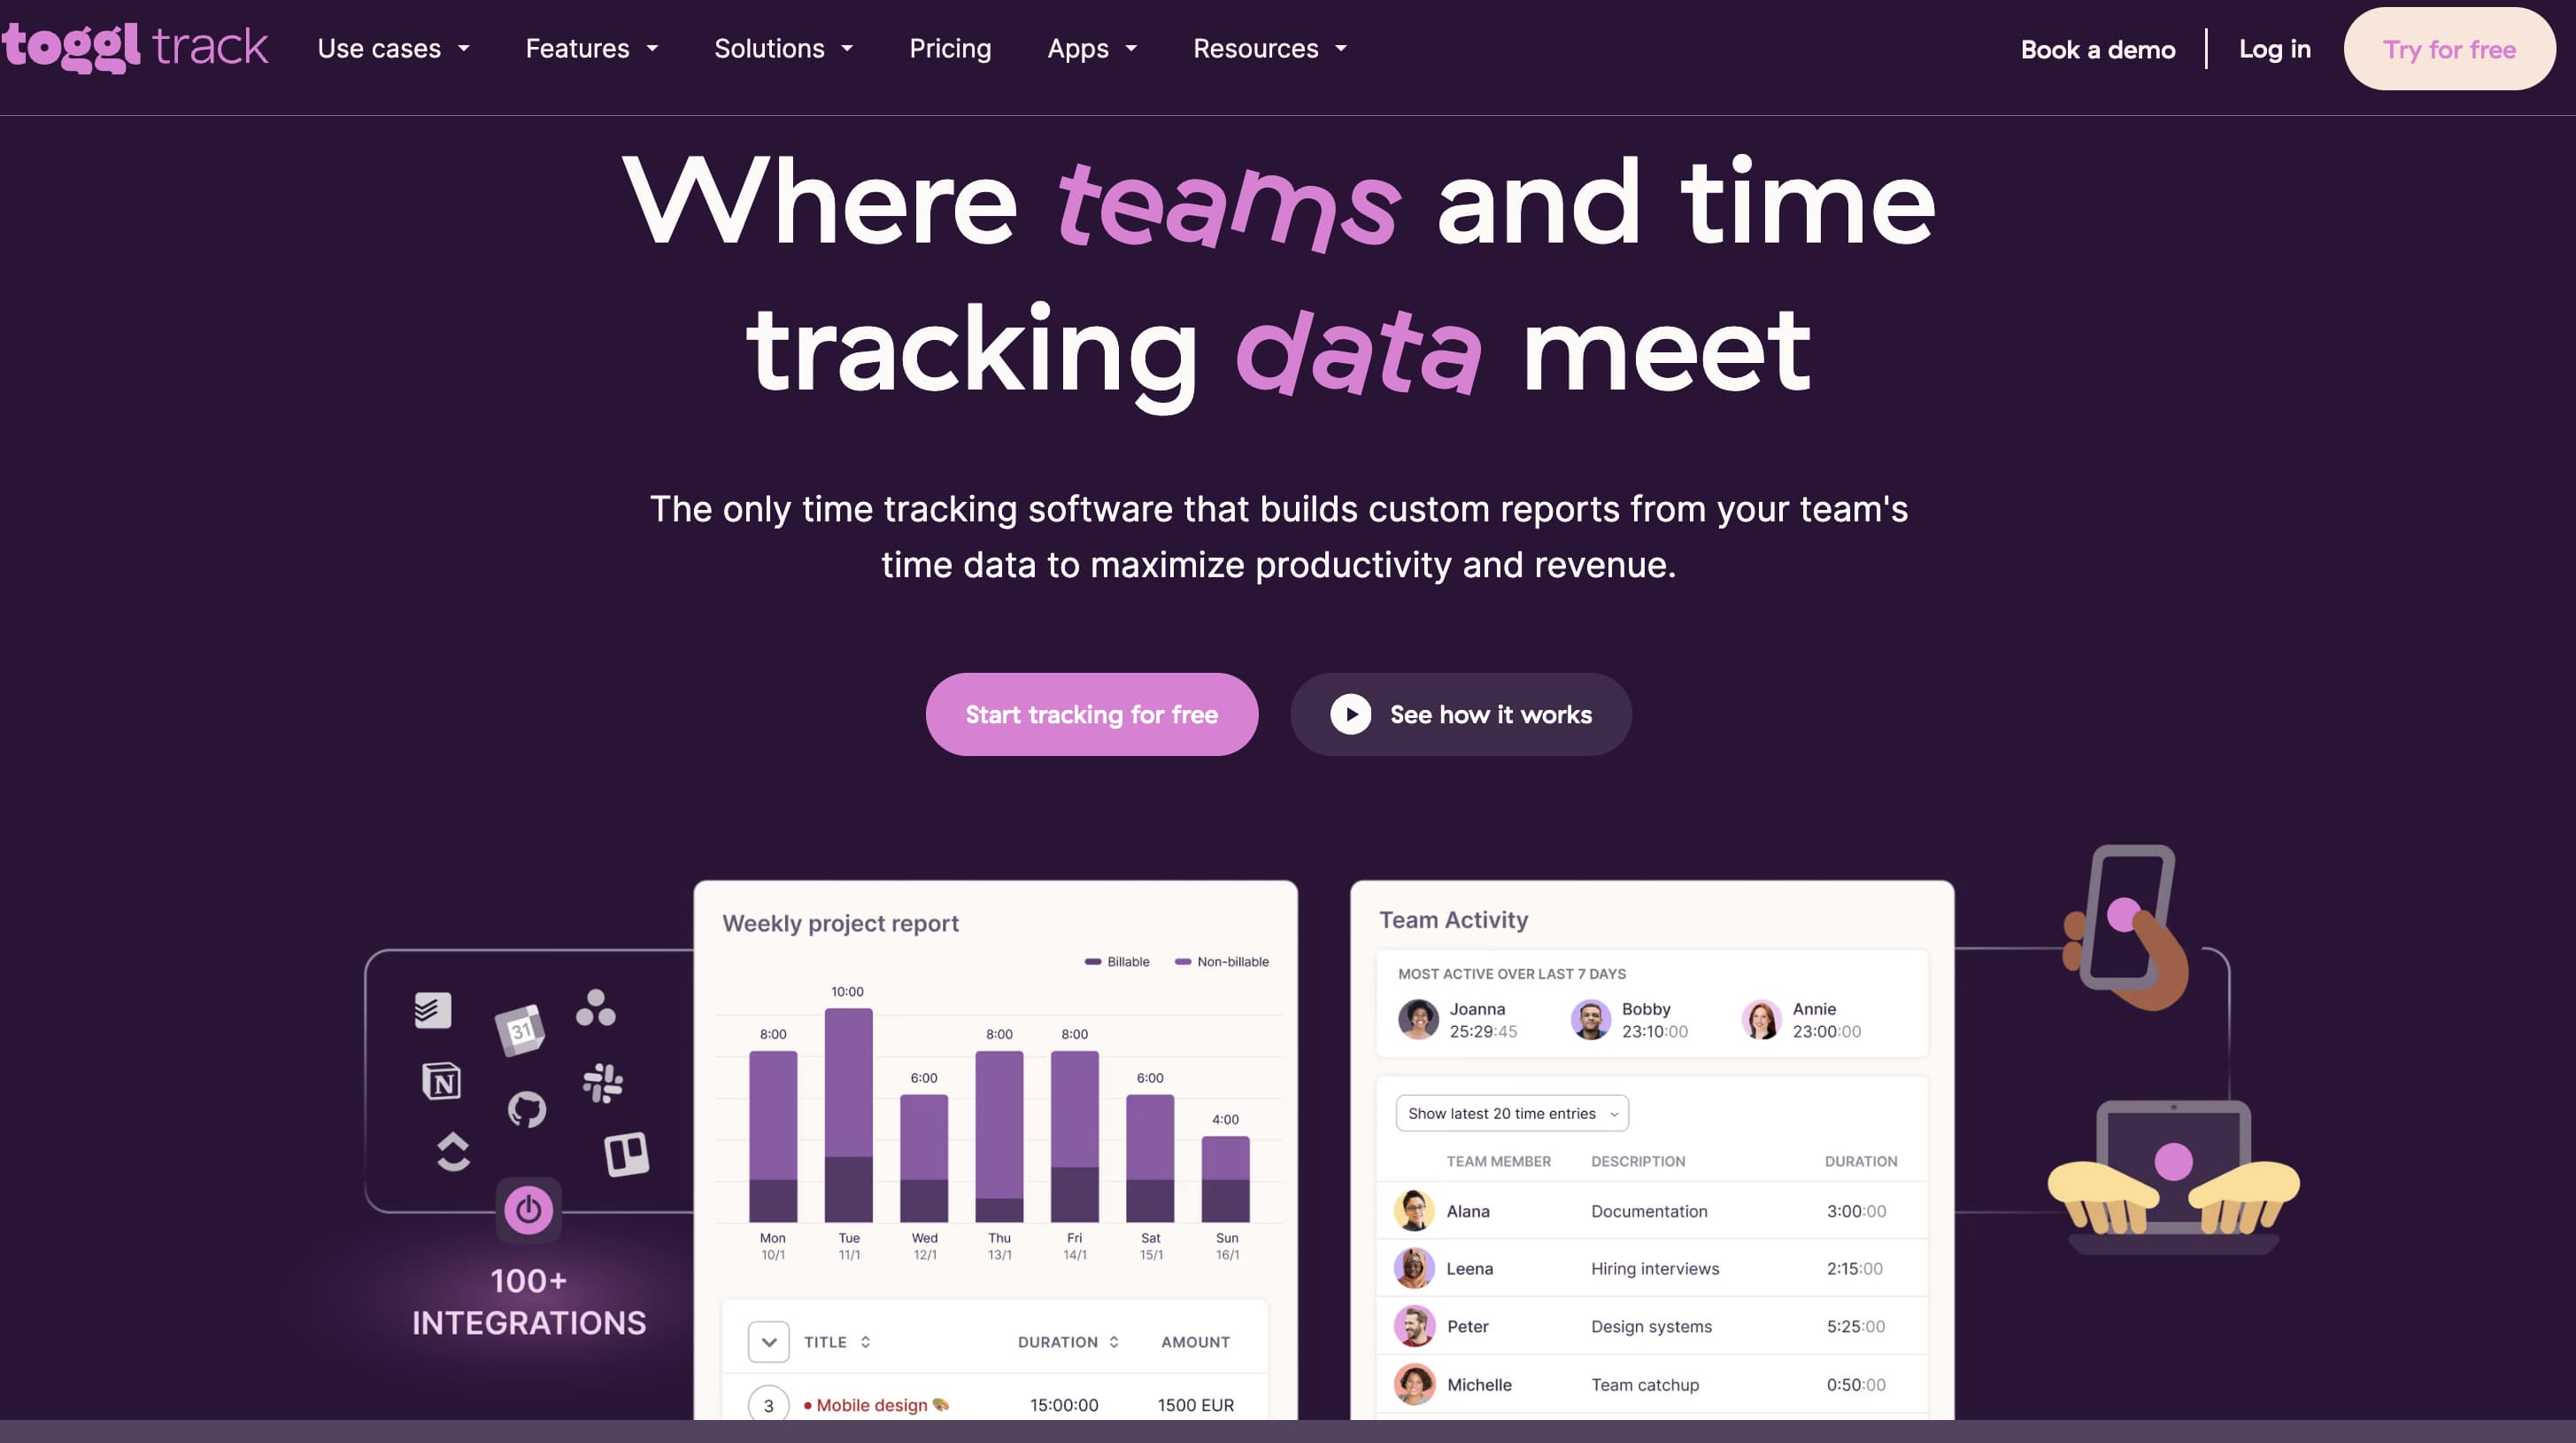 toggl track
Use cases
Features
Solutions
Pricing
Apps
Resources
Book a demo
Log in
Try for free
Where teams and time
tracking data meet
The only time tracking software that builds custom reports from your team's
time data to maximize productivity and revenue.
Start tracking for free
See how it works
31
N
100+
INTEGRATIONS
Weekly project report
Billable Non-billable
10:00
8:00 8:00 8:00
6:00 6:00
4:00
Mon Tue Wed Thu Fri Sat Sun
10/1 11/1 12/1 13/1 14/1 15/1 16/1
TITLE DURATION AMOUNT
3 Mobile design 🎨 15:00:00 1500 EUR
Team Activity
MOST ACTIVE OVER LAST 7 DAYS
Joanna Bobby Annie
25:29:45 23:10:00 23:00:00
Show latest 20 time entries
TEAM MEMBER DESCRIPTION DURATION
Alana Documentation 3:00:00
Leena Hiring interviews 2:15:00
Peter Design systems 5:25:00
Michelle Team catchup 0:50:00